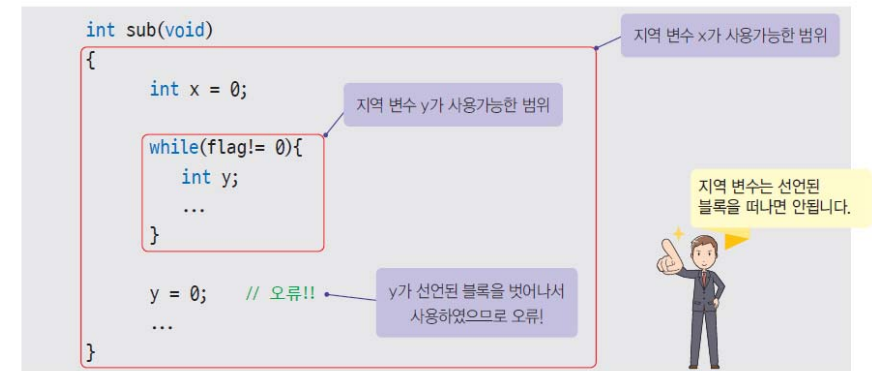 int sub(void)
지역 변수 x가 사용가능한 범위
{
int x = 0;
지역 변수 y가 사용가능한 범위
while(flag!= 0){
int y;
...
}
지역 변수는 선언된
블록을 떠나면 안됩니다.
y = 0; // 오류!!
y가 선언된 블록을 벗어나서
사용하였으므로 오류!
...
}